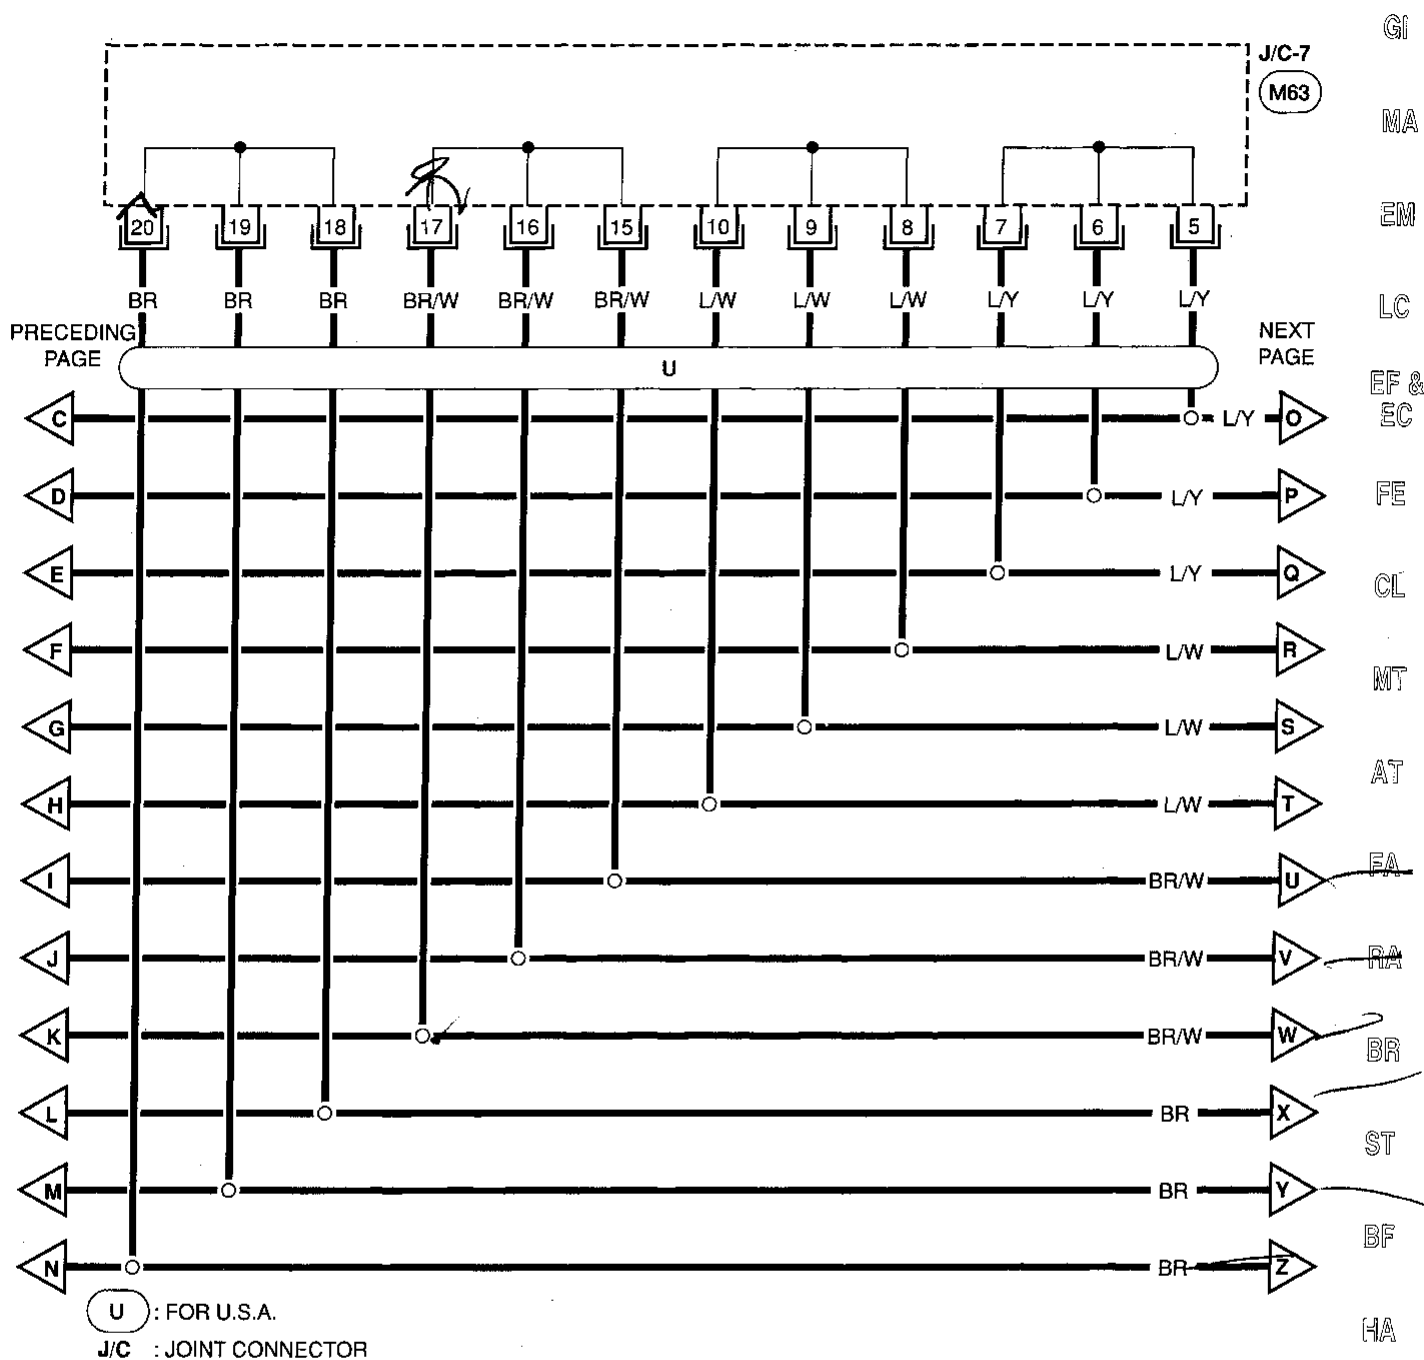 GI
J/C-7
M63
MA
EM
20 19 18 17 16 15 10 9 8 7 6 5
BR BR BR BR/W BR/W BR/W L/W L/W L/W L/Y L/Y L/Y
LC
PRECEDING
PAGE
U
NEXT
PAGE
EF &
EC
C L/Y O
D L/Y P
FE
E L/Y Q
CL
F L/W R
MT
G L/W S
AT
H L/W T
FA
I BR/W U
J BR/W V
RA
K BR/W W
BR
L BR X
ST
M BR Y
BF
N BR Z
U : FOR U.S.A.
J/C : JOINT CONNECTOR
HA